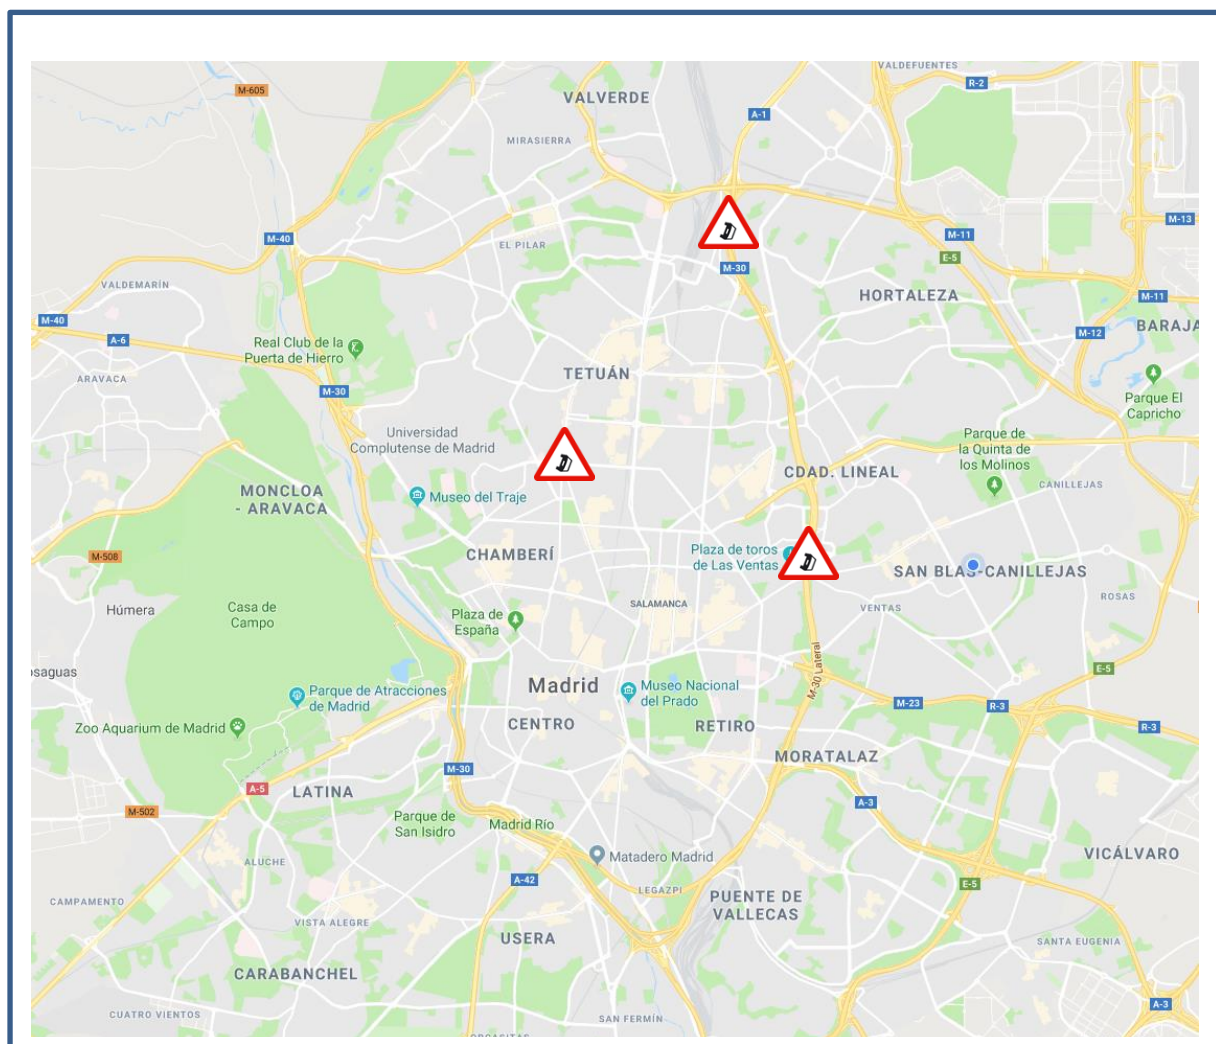 VALDEFUENTES
R-2
M-605
VALVERDE
A-1
MIRASIERRA
M-13
M-40
EL PILAR
M-11
E-5
M-30
VALDEMARÍN
HORTALEZA
M-11
M-40
BARAJA
A-6
Real Club de la
Puerta de Hierro
M-12
TETUÁN
ARAVACA
M-30
Parque El
Capricho
Universidad
Complutense de Madrid
Parque de
la Quinta de
los Molinos
CDAD. LINEAL
CANILLEJAS
MONCLOA
- ARAVACA
Museo del Traje
M-508
CHAMBERÍ
Plaza de toros
de Las Ventas
SAN BLAS-CANILLEJAS
ROSAS
Húmera
Casa de
Campo
Plaza de
España
SALAMANCA
VENTAS
osaguas
M-30 Lateral
E-5
Parque de Atracciones
de Madrid
Madrid
Museo Nacional
del Prado
M-23
R-3
Zoo Aquarium de Madrid
CENTRO
RETIRO
R-3
MORATALAZ
M-30
A-5
LATINA
M-502
Parque de
San Isidro
Madrid Río
A-3
ALUCHE
Matadero Madrid
VICÁLVARO
A-42
LEGAZPI
E-5
CAMPAMENTO
PUENTE DE
VALLECAS
VISTA ALEGRE
USERA
SANTA EUGENIA
CARABANCHEL
A-3
CUATRO VIENTOS
SAN FERMÍN